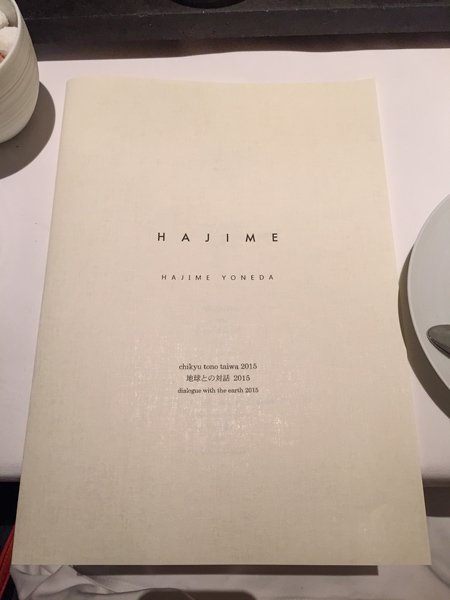 HAJIME
HAJIME YONEDA
chikyu tono taiwa 2015
地球との対話 2015
dialogue with the earth 2015